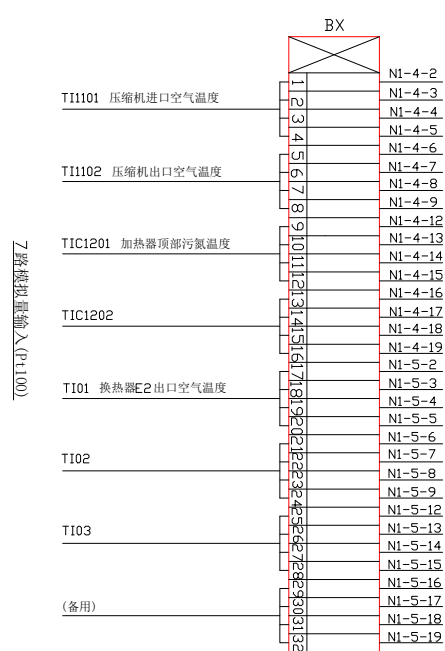 BX
7路模拟量输入(Pt100)
TI1101 压缩机进口空气温度
TI1102 压缩机出口空气温度
TIC1201 加热器顶部污氮温度
TIC1202
TI01 换热器E2出口空气温度
TI02
TI03
(备用)
1
2
3
4
5
6
7
8
9
10
11
12
13
14
15
16
17
18
19
20
21
22
23
24
25
26
27
28
29
30
31
32
N1-4-2
N1-4-3
N1-4-4
N1-4-5
N1-4-6
N1-4-7
N1-4-8
N1-4-9
N1-4-12
N1-4-13
N1-4-14
N1-4-15
N1-4-16
N1-4-17
N1-4-18
N1-4-19
N1-5-2
N1-5-3
N1-5-4
N1-5-5
N1-5-6
N1-5-7
N1-5-8
N1-5-9
N1-5-12
N1-5-13
N1-5-14
N1-5-15
N1-5-16
N1-5-17
N1-5-18
N1-5-19